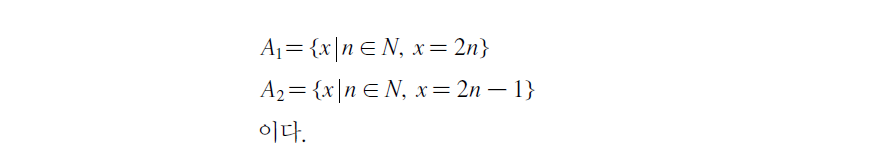 A₁={x|n∈N, x=2n}
A₂={x|n∈N, x=2n−1}
이다.